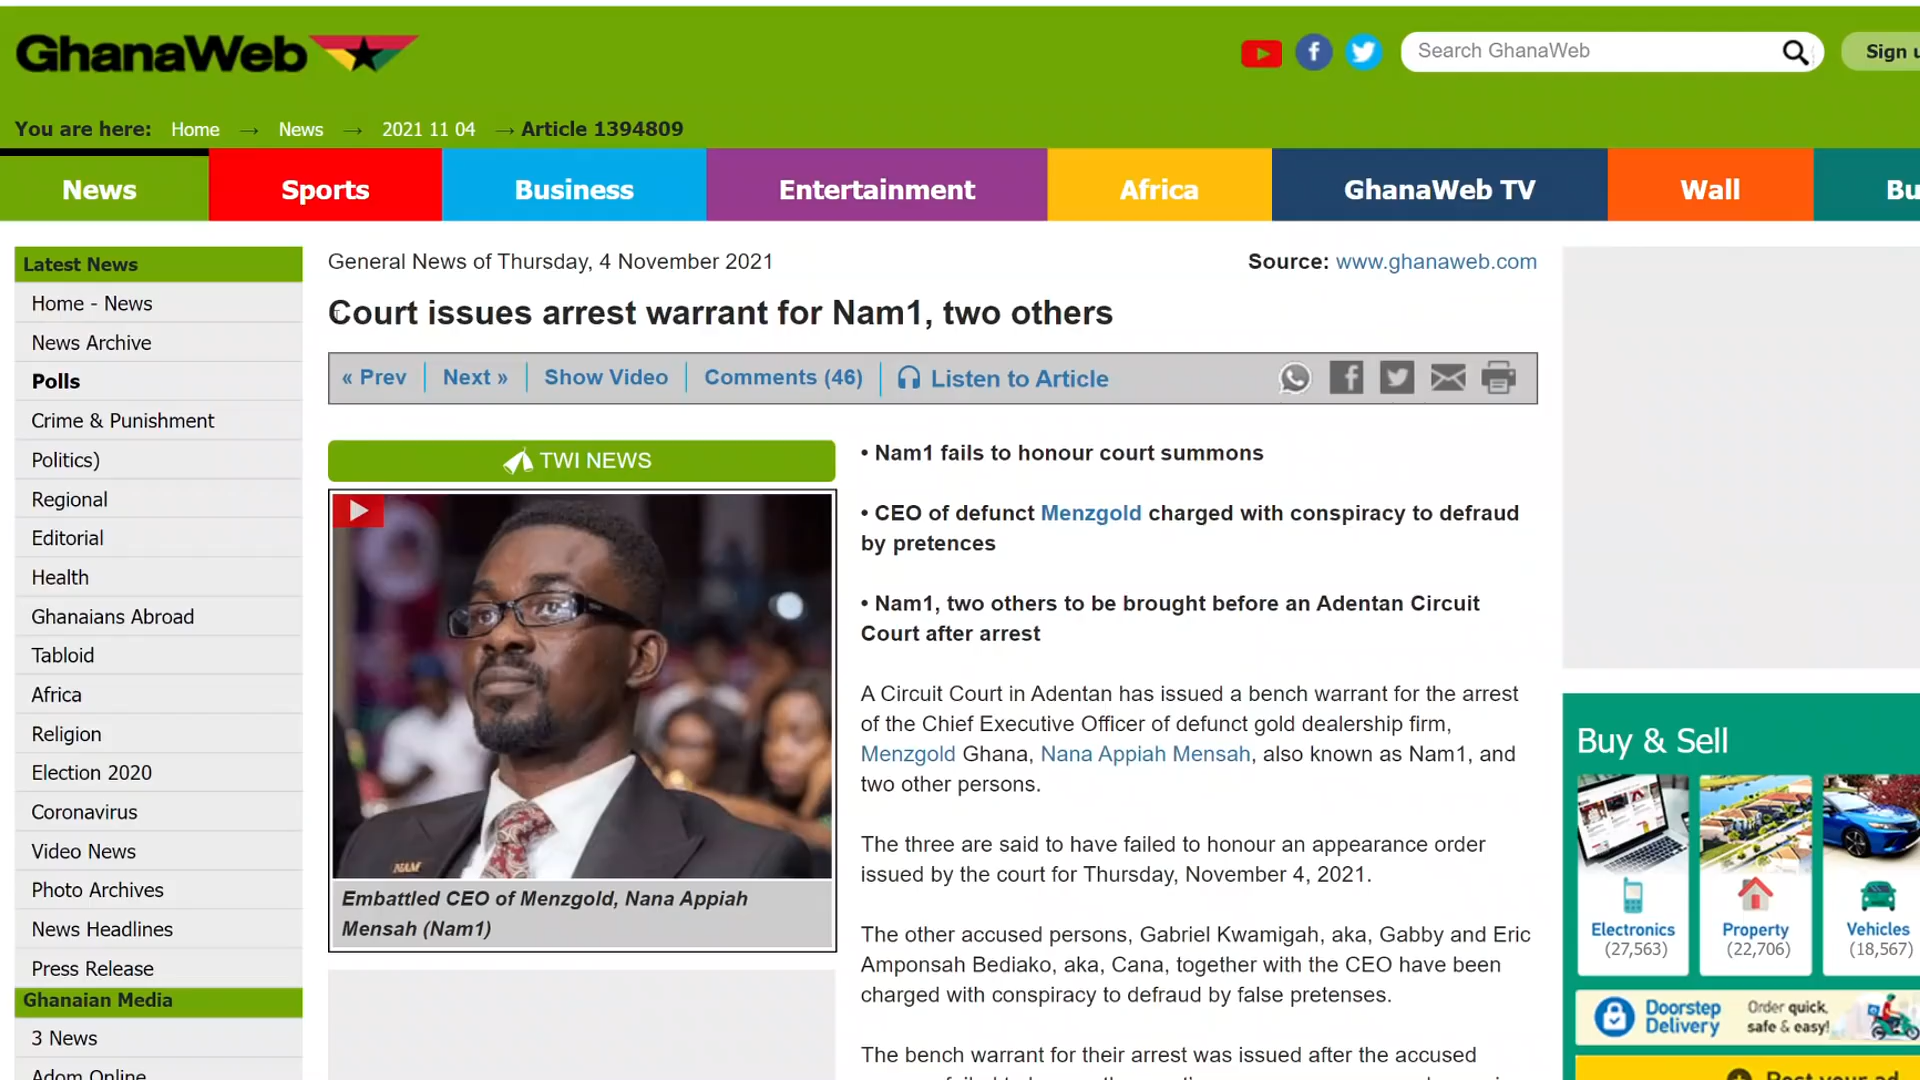 GhanaWeb
Search GhanaWeb
You are here: Home → News → 2021 11 04 → Article 1394809
News
Sports
Business
Entertainment
Africa
GhanaWeb TV
Wall
Latest News
Home - News
News Archive
Polls
Crime & Punishment
Politics)
Regional
Editorial
Health
Ghanaians Abroad
Tabloid
Africa
Religion
Election 2020
Coronavirus
Video News
Photo Archives
News Headlines
Press Release
Ghanaian Media
3 News
Adom Online
General News of Thursday, 4 November 2021
Source: www.ghanaweb.com
Court issues arrest warrant for Nam1, two others
« Prev
Next »
Show Video
Comments (46)
Listen to Article
TWI NEWS
NAM
Embattled CEO of Menzgold, Nana Appiah
Mensah (Nam1)
• Nam1 fails to honour court summons
• CEO of defunct Menzgold charged with conspiracy to defraud
by pretences
• Nam1, two others to be brought before an Adentan Circuit
Court after arrest
A Circuit Court in Adentan has issued a bench warrant for the arrest
of the Chief Executive Officer of defunct gold dealership firm,
Menzgold Ghana, Nana Appiah Mensah, also known as Nam1, and
two other persons.
The three are said to have failed to honour an appearance order
issued by the court for Thursday, November 4, 2021.
The other accused persons, Gabriel Kwamigah, aka, Gabby and Eric
Amponsah Bediako, aka, Cana, together with the CEO have been
charged with conspiracy to defraud by false pretenses.
The bench warrant for their arrest was issued after the accused
Sign
Buy & Sell
Electronics
(27,563)
Property
(22,706)
Vehicles
(18,567)
Doorstep
Delivery
Order quick,
safe & easy!
Post your ad